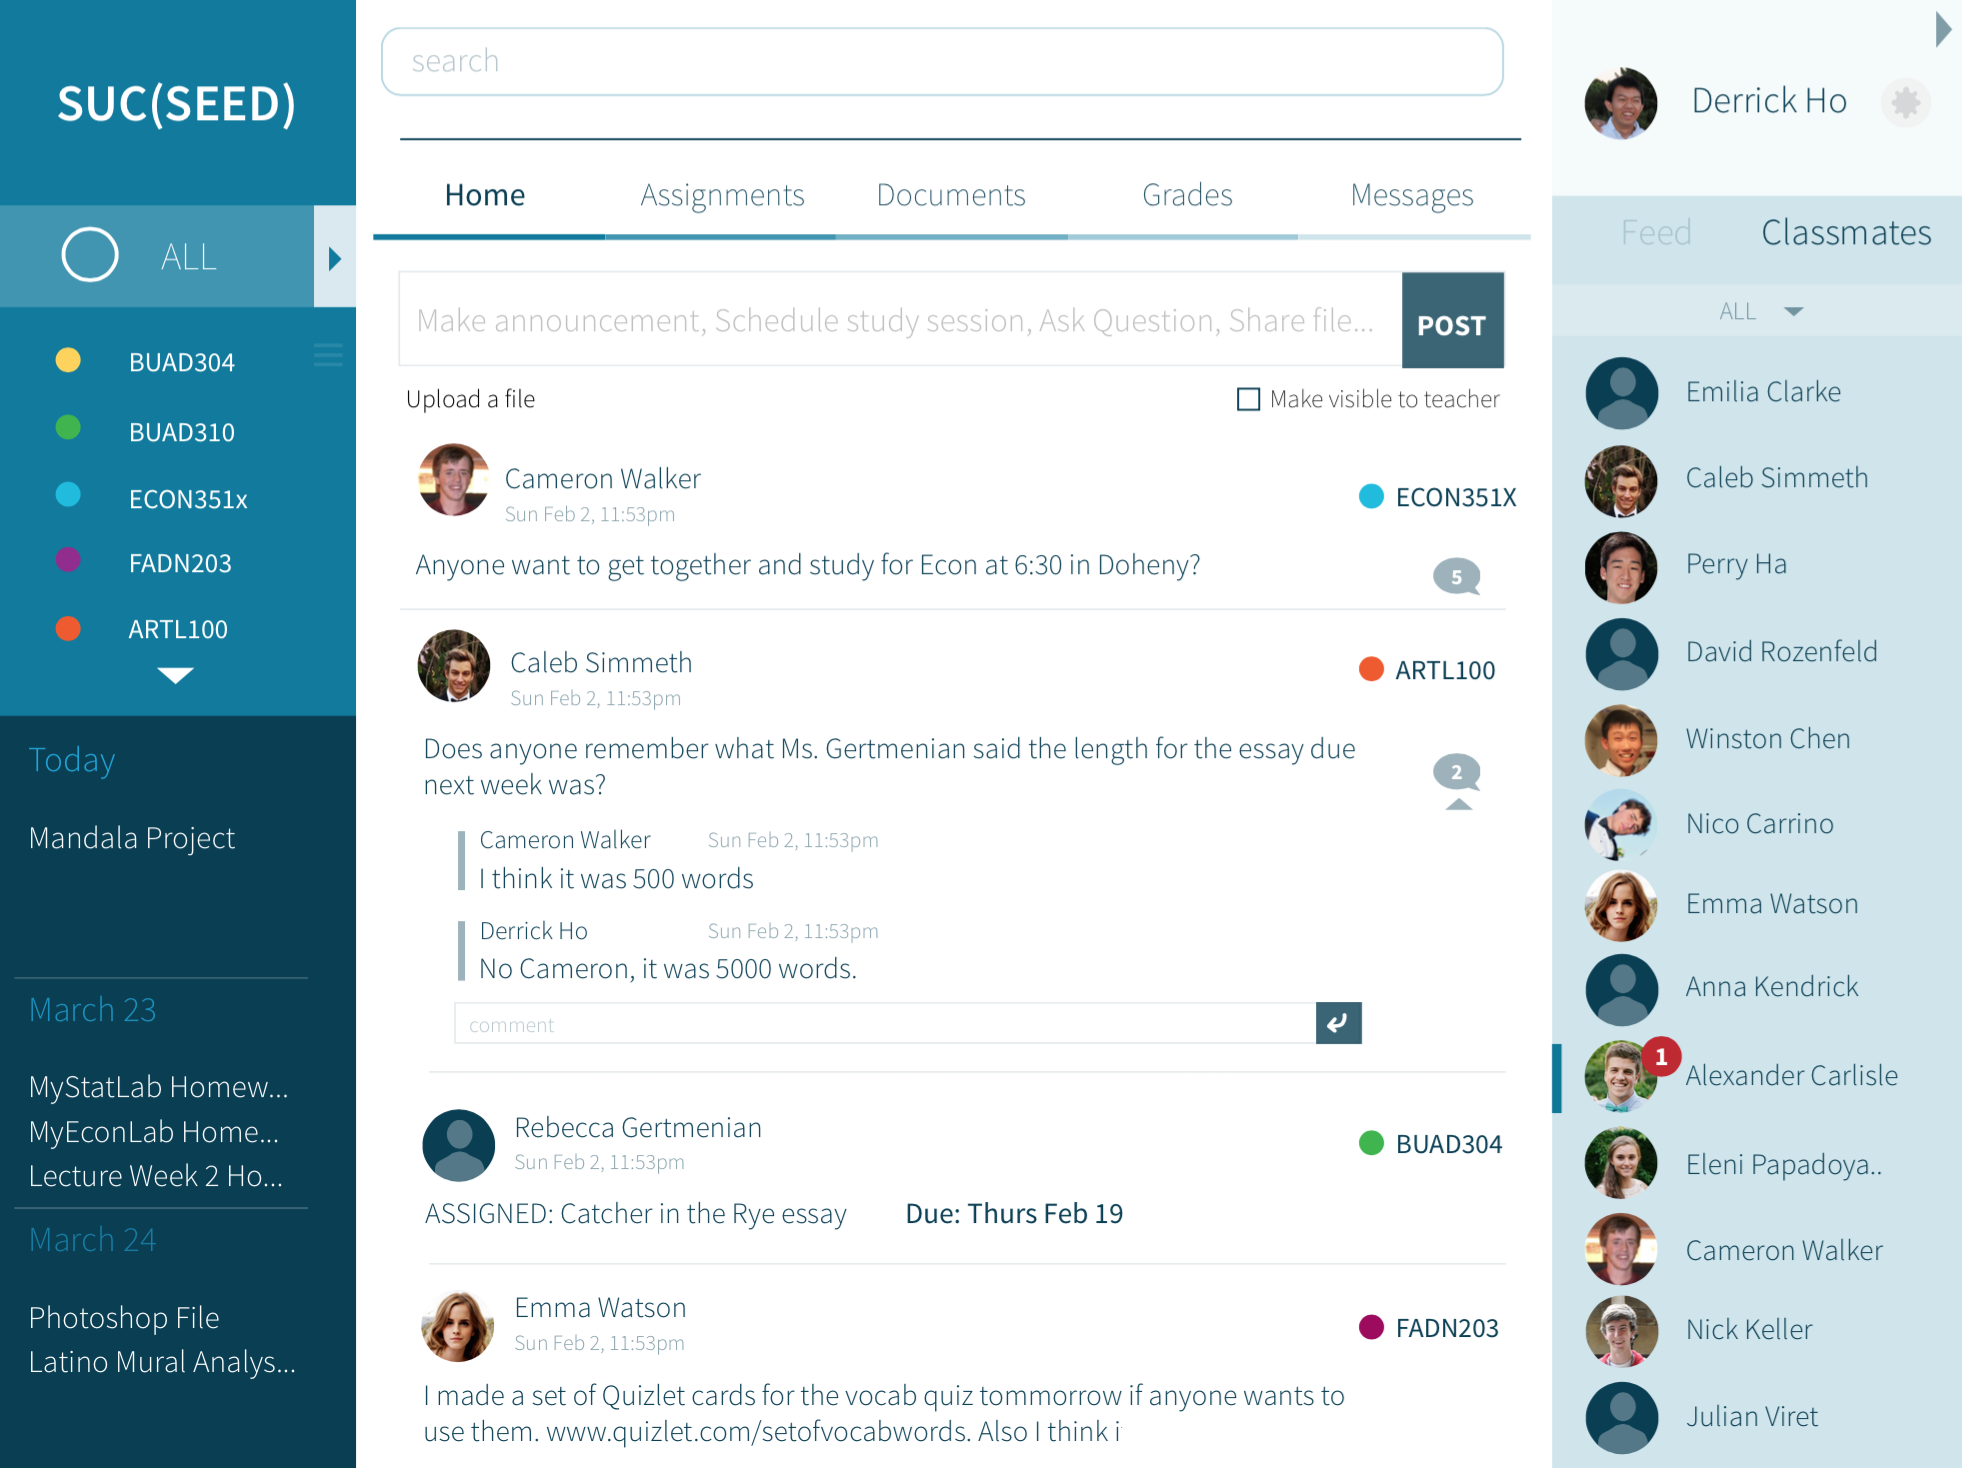 SUC(SEED)
ALL
BUAD304
BUAD310
ECON351x
FADN203
ARTL100
Today
Mandala Project
March 23
MyStatLab Homew...
MyEconLab Home...
Lecture Week 2 Ho...
March 24
Photoshop File
Latino Mural Analys...
search
Home Assignments Documents Grades Messages
Make announcement, Schedule study session, Ask Question, Share file...
POST
Upload a file
Make visible to teacher
Cameron Walker
Sun Feb 2, 11:53pm
ECON351X
Anyone want to get together and study for Econ at 6:30 in Doheny?
5
Caleb Simmeth
Sun Feb 2, 11:53pm
ARTL100
Does anyone remember what Ms. Gertmenian said the length for the essay due
next week was?
2
Cameron Walker Sun Feb 2, 11:53pm
I think it was 500 words
Derrick Ho Sun Feb 2, 11:53pm
No Cameron, it was 5000 words.
comment
Rebecca Gertmenian
Sun Feb 2, 11:53pm
BUAD304
ASSIGNED: Catcher in the Rye essay Due: Thurs Feb 19
Emma Watson
Sun Feb 2, 11:53pm
FADN203
I made a set of Quizlet cards for the vocab quiz tommorrow if anyone wants to
use them. www.quizlet.com/setofvocabwords. Also I think i
Derrick Ho
Feed Classmates
ALL
Emilia Clarke
Caleb Simmeth
Perry Ha
David Rozenfeld
Winston Chen
Nico Carrino
Emma Watson
Anna Kendrick
1
Alexander Carlisle
Eleni Papadoya..
Cameron Walker
Nick Keller
Julian Viret